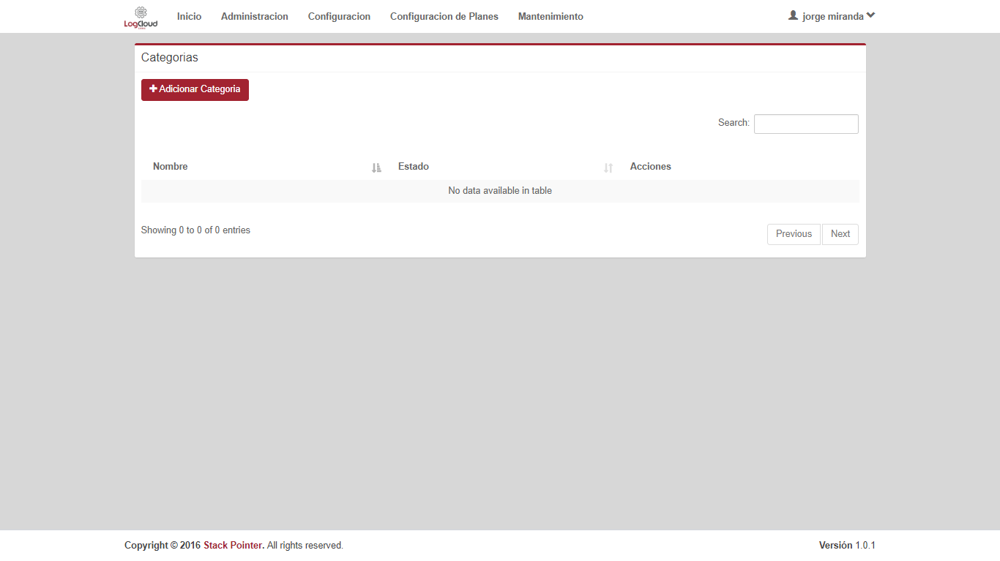 LogCloud
Inicio
Administracion
Configuracion
Configuracion de Planes
Mantenimiento
jorge miranda
Categorias
Adicionar Categoria
Search:
Nombre
Estado
Acciones
No data available in table
Showing 0 to 0 of 0 entries
Previous
Next
Copyright © 2016 Stack Pointer. All rights reserved.
Versión 1.0.1